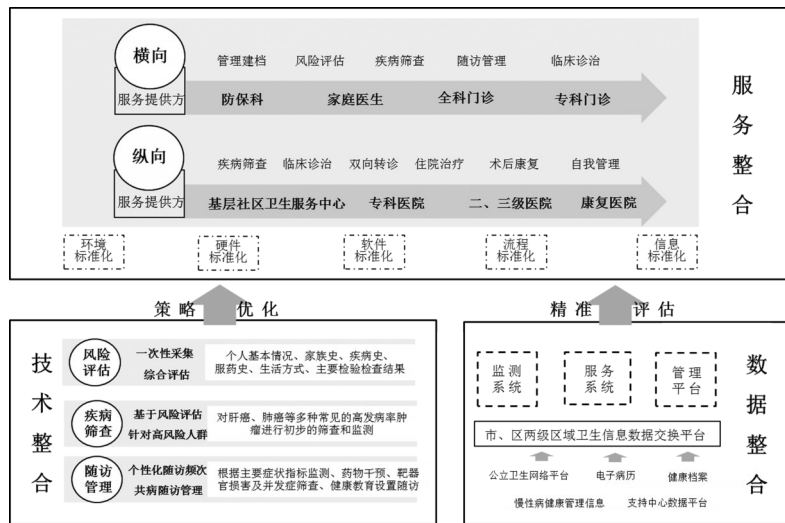 横向
服务提供方
管理建档 风险评估 疾病筛查 随访管理 临床诊治
防保科 家庭医生 全科门诊 专科门诊
纵向
服务提供方
疾病筛查 临床诊治 双向转诊 住院治疗 术后康复 自我管理
基层社区卫生服务中心 专科医院 二、三级医院 康复医院
服务整合
环境
标准化
硬件
标准化
软件
标准化
流程
标准化
信息
标准化
策略 优化
精准 评估
技术整合
风险
评估
一次性采集
综合评估
个人基本情况、家族史、疾病史、
服药史、生活方式、主要检验检查结果
疾病
筛查
基于风险评估
针对高风险人群
对肝癌、肺癌等多种常见的高发病率肿
瘤进行初步的筛查和监测
随访
管理
个性化随访频次
共病随访管理
根据主要症状指标监测、药物干预、靶器
官损害及并发症筛查、健康教育设置随访
监测
系统
服务
系统
管理
平台
市、区两级区域卫生信息数据交换平台
公立卫生网络平台 电子病历 健康档案
慢性病健康管理信息 支持中心数据平台
数据整合